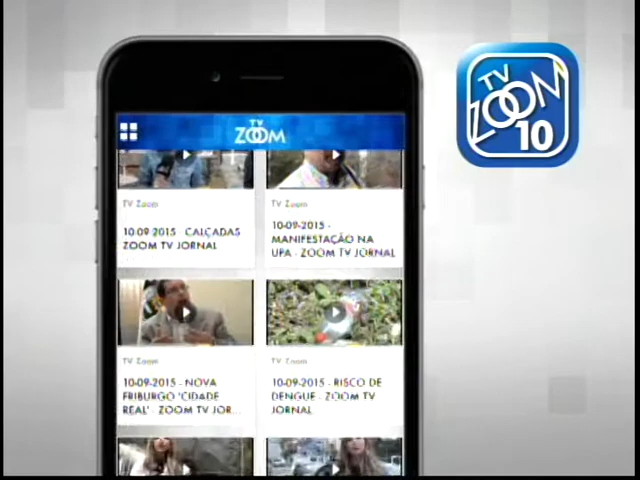 TV
ZOOM
TV
ZOOM
10
TV Zoom
10-09-2015 - CALÇADAS
ZOOM TV JORNAL
TV Zoom
10-09-2015 -
MANIFESTAÇÃO NA
UPA - ZOOM TV JORNAL
TV Zoom
10-09-2015 - NOVA
FRIBURGO 'CIDADE
REAL' - ZOOM TV JOR...
TV Zoom
10-09-2015 - RISCO DE
DENGUE - ZOOM TV
JORNAL